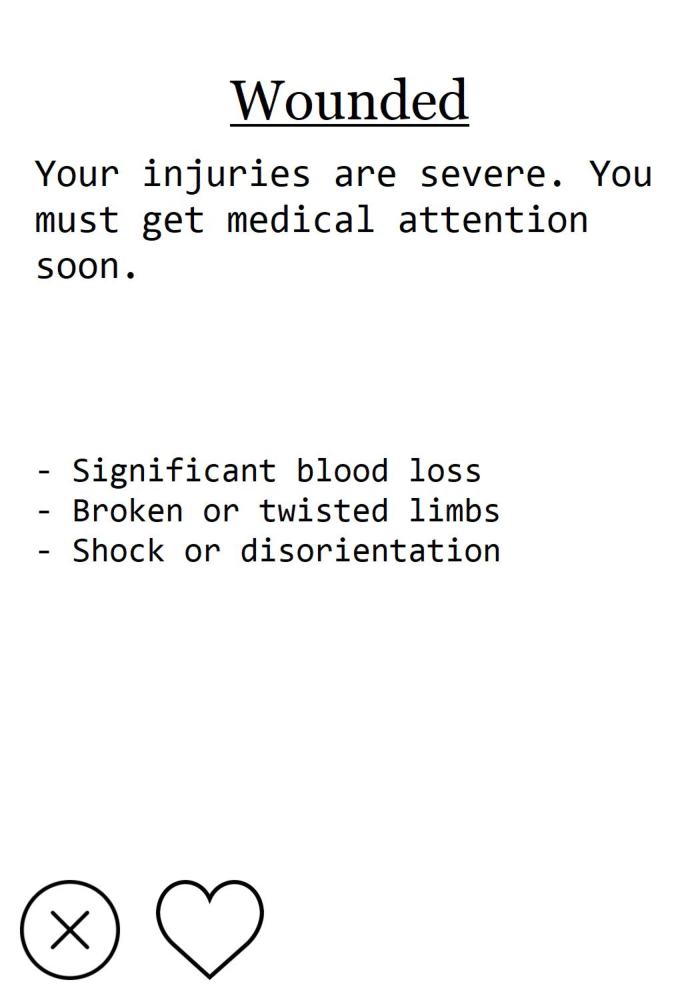 Wounded
Your injuries are severe. You
must get medical attention
soon.
- Significant blood loss
- Broken or twisted limbs
- Shock or disorientation